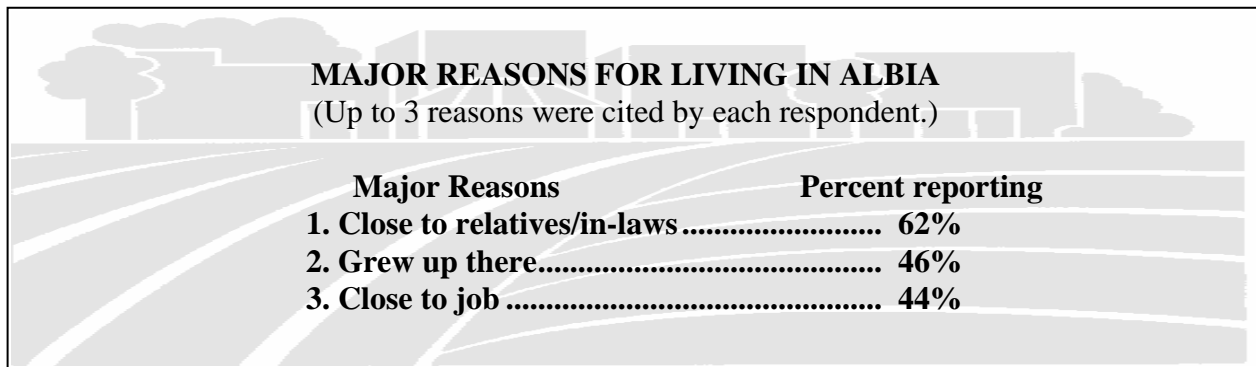 MAJOR REASONS FOR LIVING IN ALBIA
(Up to 3 reasons were cited by each respondent.)
Major Reasons Percent reporting
1. Close to relatives/in-laws ......................... 62%
2. Grew up there........................................... 46%
3. Close to job ............................................... 44%